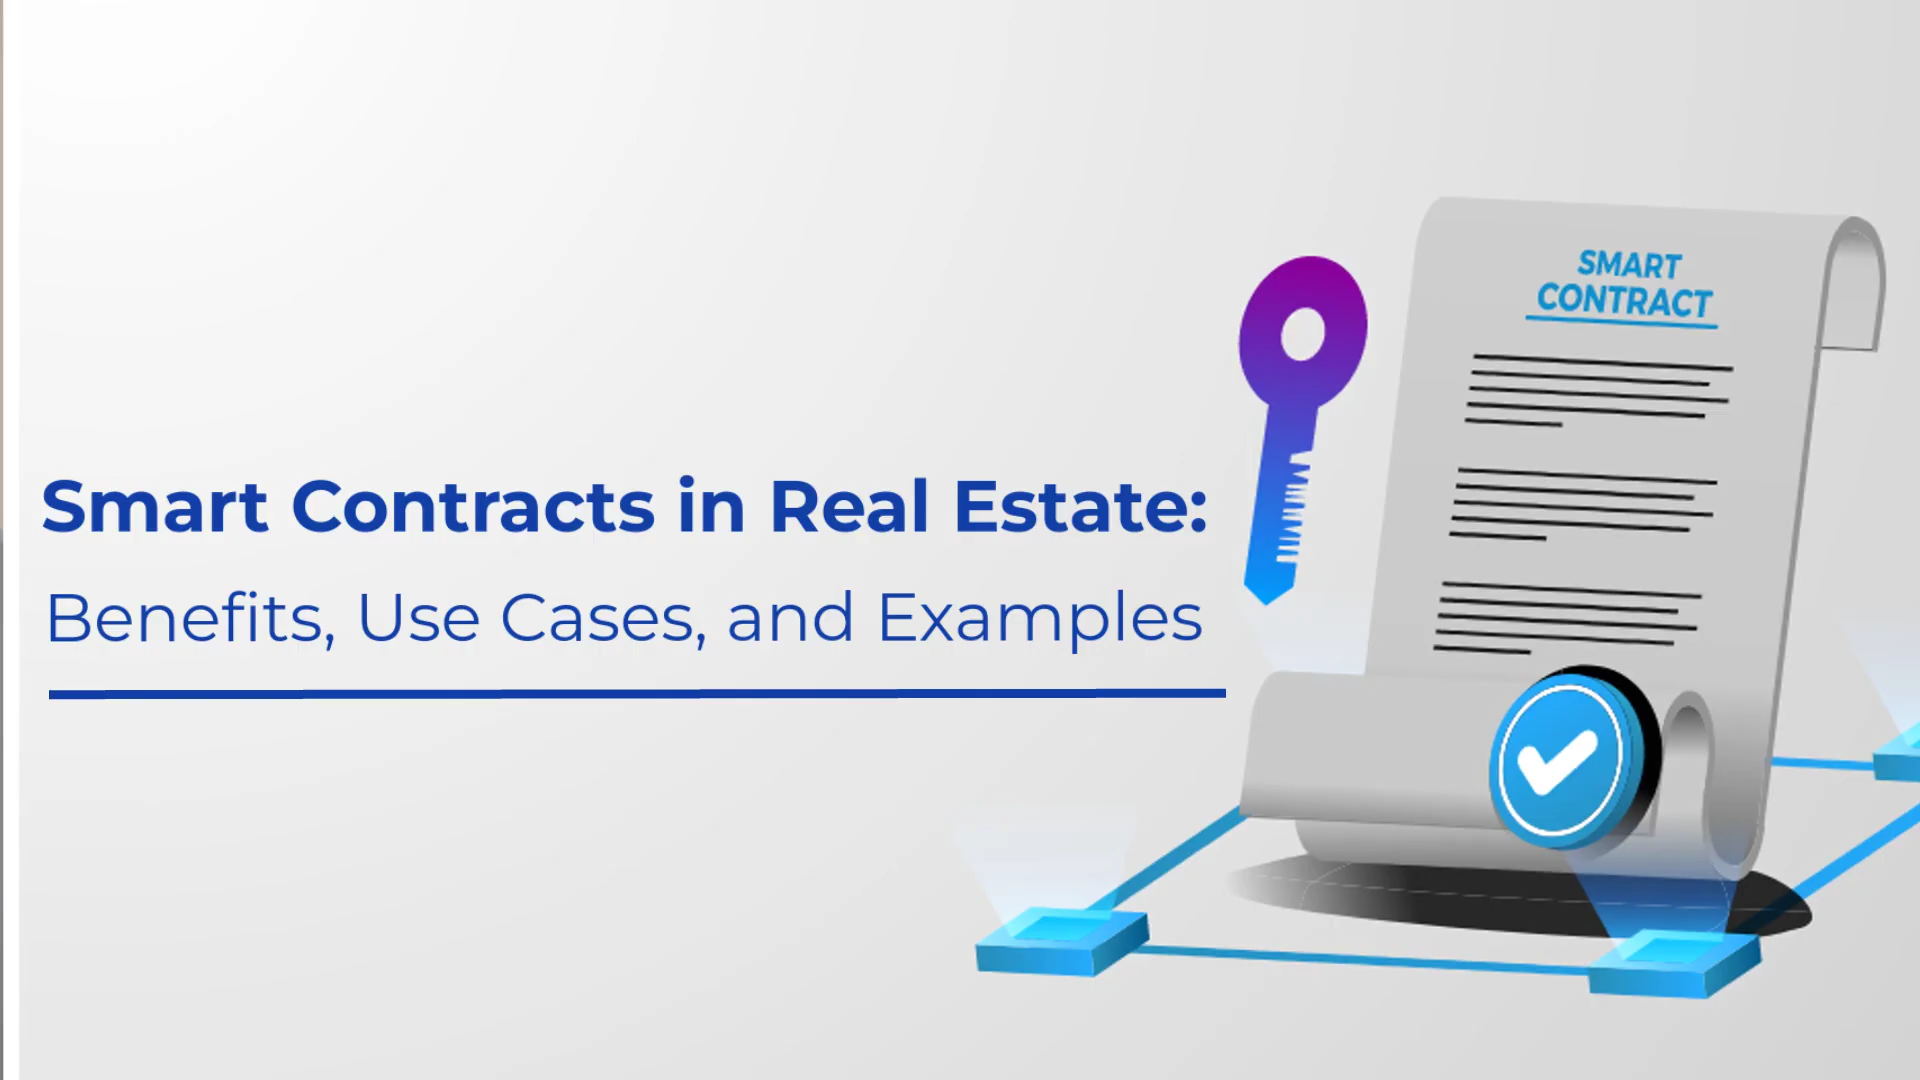 Smart Contracts in Real Estate:
Benefits, Use Cases, and Examples
SMART
CONTRACT